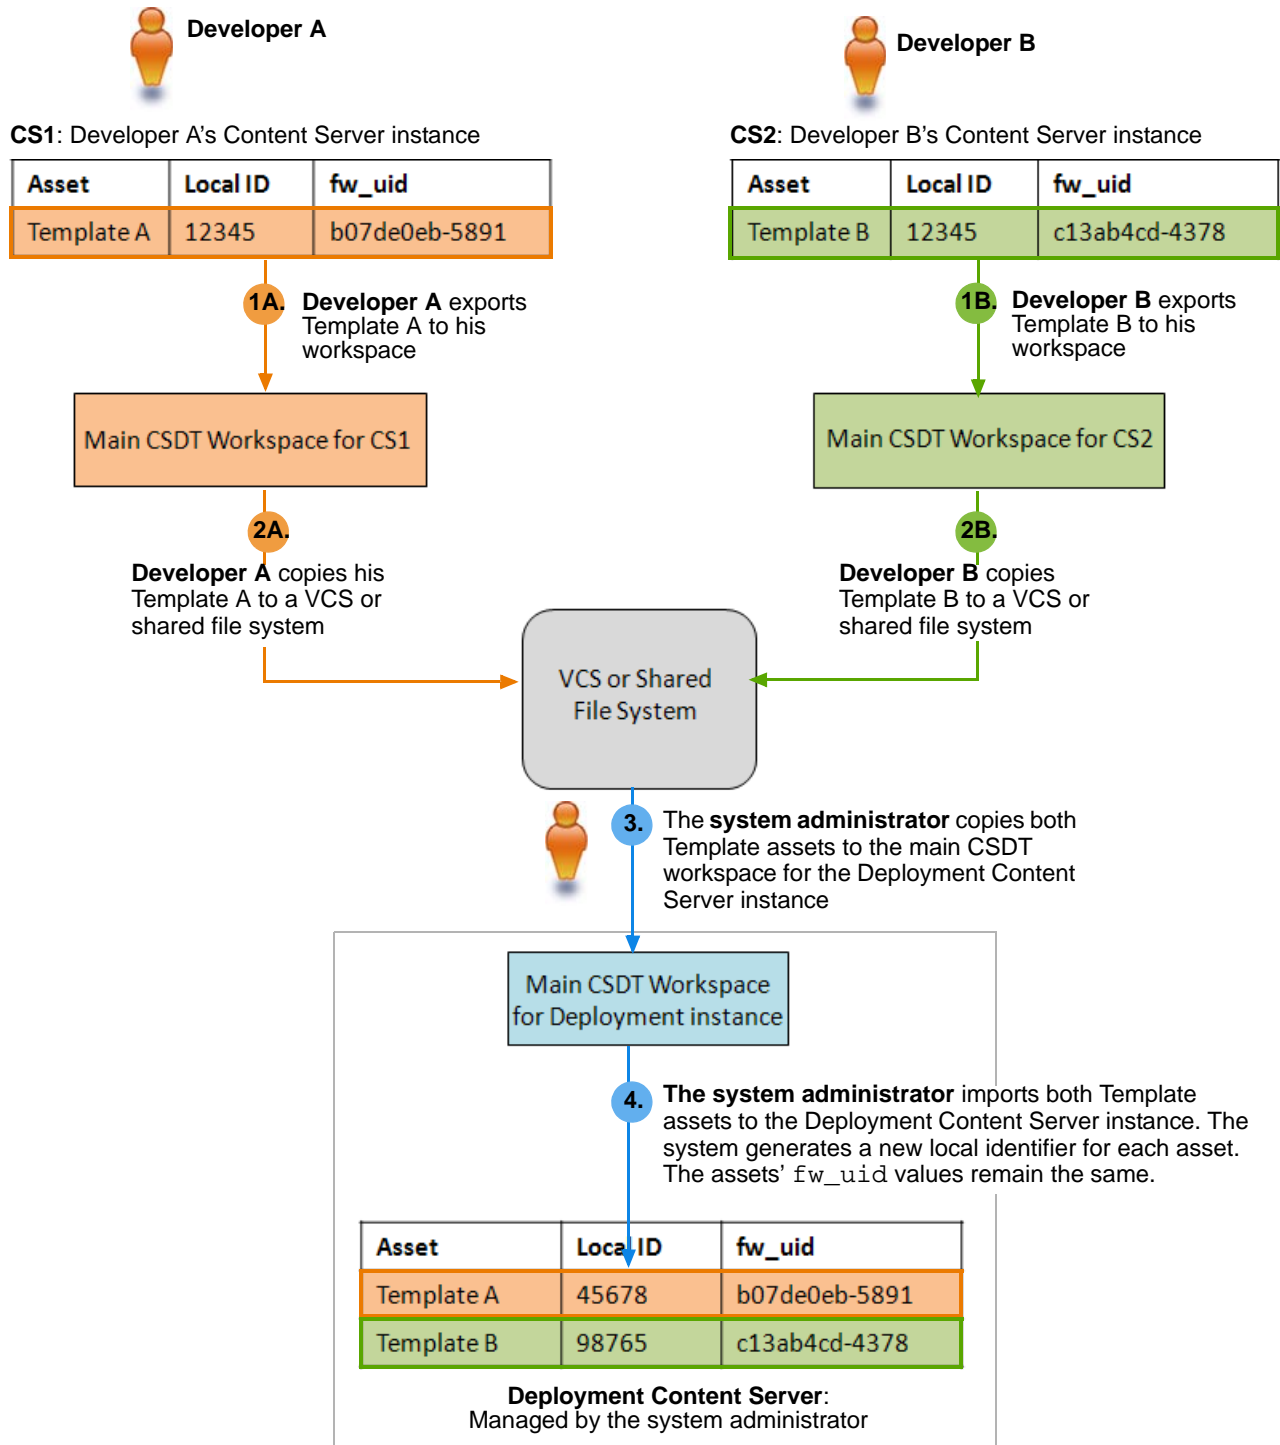 Developer A
Developer B
CS1: Developer A's Content Server instance
CS2: Developer B's Content Server instance
Asset Local ID fw_uid
Template A 12345 b07de0eb-5891
Asset Local ID fw_uid
Template B 12345 c13ab4cd-4378
1A. Developer A exports
Template A to his
workspace
1B. Developer B exports
Template B to his
workspace
Main CSDT Workspace for CS1
Main CSDT Workspace for CS2
2A.
Developer A copies his
Template A to a VCS or
shared file system
2B.
Developer B copies
Template B to a VCS or
shared file system
VCS or Shared
File System
3. The system administrator copies both
Template assets to the main CSDT
workspace for the Deployment Content
Server instance
Main CSDT Workspace
for Deployment instance
4. The system administrator imports both Template
assets to the Deployment Content Server instance. The
system generates a new local identifier for each asset.
The assets’ fw_uid values remain the same.
Asset Local ID fw_uid
Template A 45678 b07de0eb-5891
Template B 98765 c13ab4cd-4378
Deployment Content Server:
Managed by the system administrator